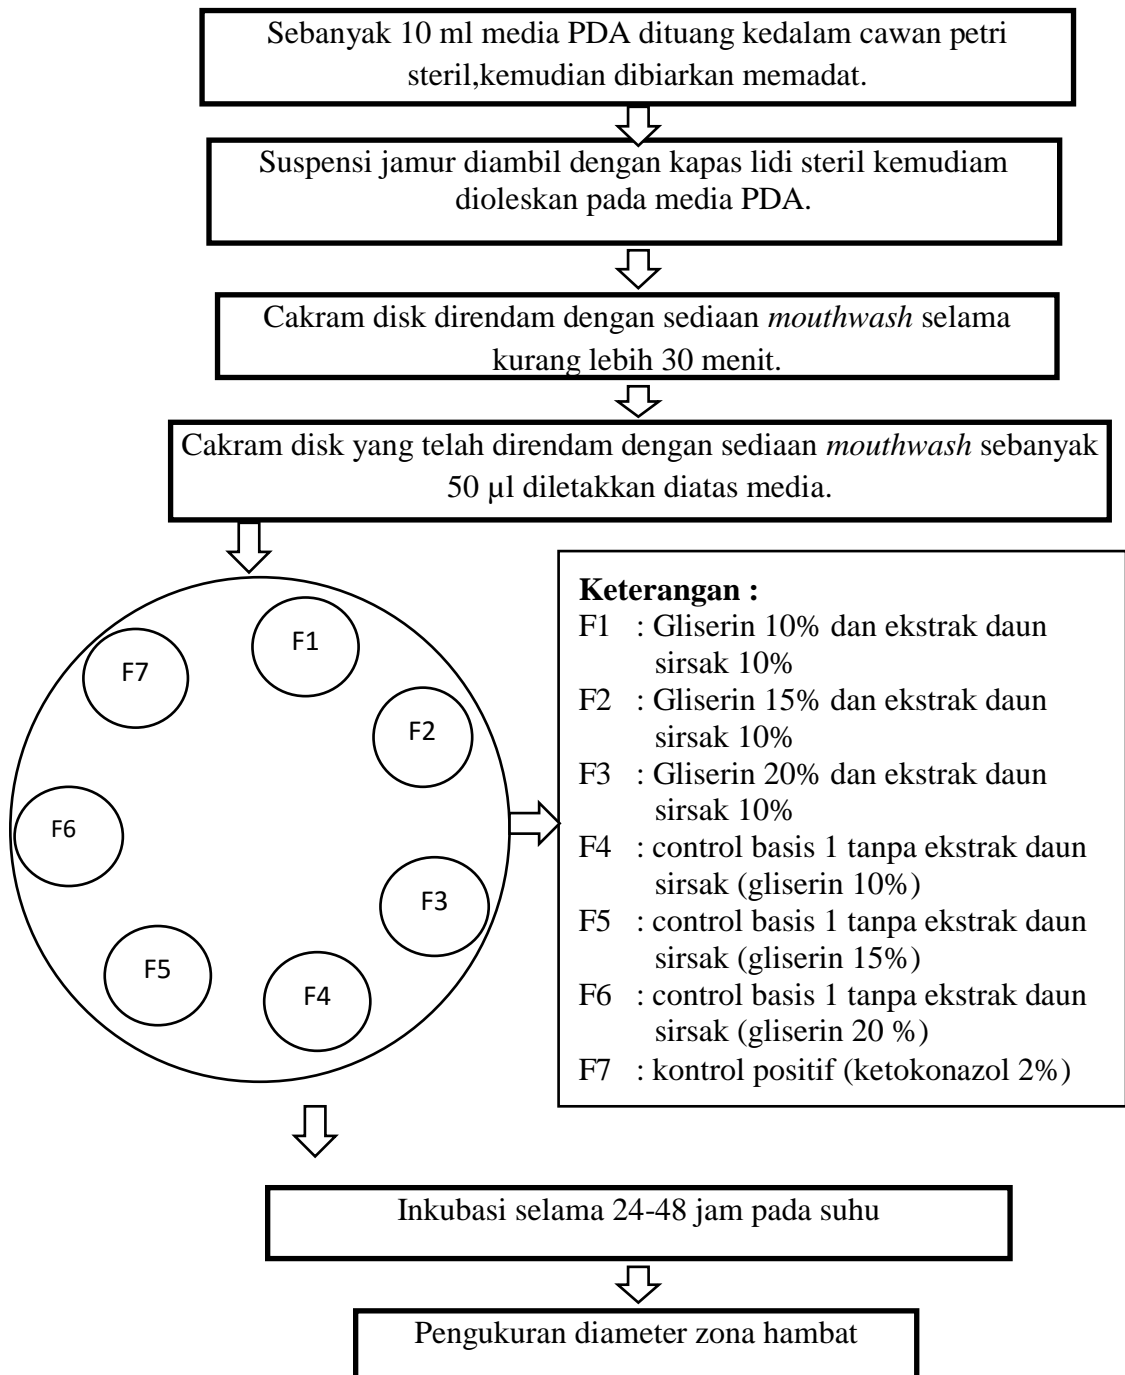 Sebanyak 10 ml media PDA dituang kedalam cawan petri
steril,kemudian dibiarkan memadat.
Suspensi jamur diambil dengan kapas lidi steril kemudiam
dioleskan pada media PDA.
Cakram disk direndam dengan sediaan mouthwash selama
kurang lebih 30 menit.
Cakram disk yang telah direndam dengan sediaan mouthwash sebanyak
50 µl diletakkan diatas media.
F1
F2
F3
F4
F5
F6
F7
Keterangan :
F1 : Gliserin 10% dan ekstrak daun
sirsak 10%
F2 : Gliserin 15% dan ekstrak daun
sirsak 10%
F3 : Gliserin 20% dan ekstrak daun
sirsak 10%
F4 : control basis 1 tanpa ekstrak daun
sirsak (gliserin 10%)
F5 : control basis 1 tanpa ekstrak daun
sirsak (gliserin 15%)
F6 : control basis 1 tanpa ekstrak daun
sirsak (gliserin 20 %)
F7 : kontrol positif (ketokonazol 2%)
Inkubasi selama 24-48 jam pada suhu
Pengukuran diameter zona hambat